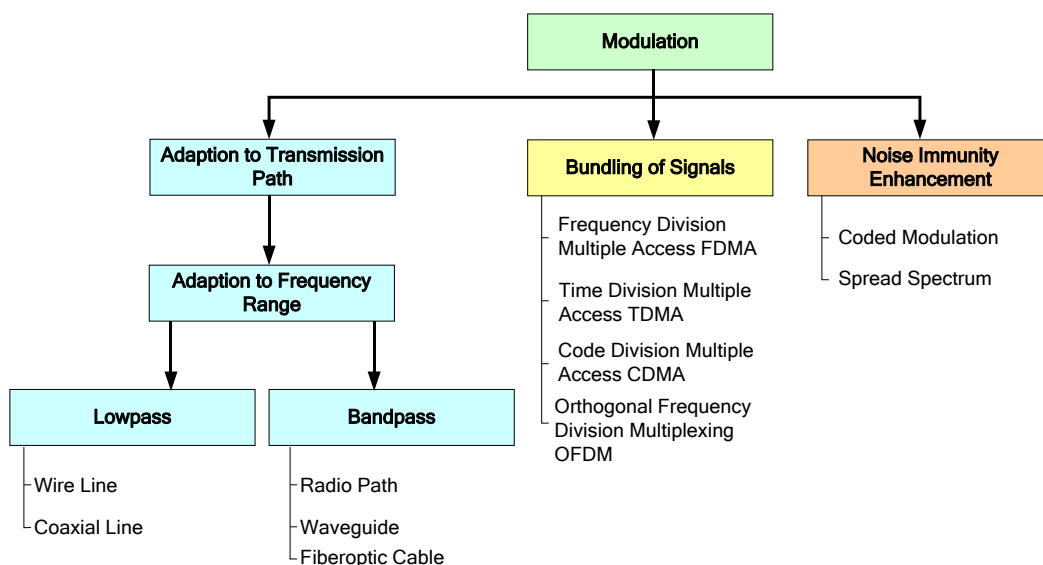 Modulation
Adaption to Transmission
Path
Bundling of Signals
Noise Immunity
Enhancement
Adaption to Frequency
Range
Frequency Division
Multiple Access FDMA
Time Division Multiple
Access TDMA
Code Division Multiple
Access CDMA
Orthogonal Frequency
Division Multiplexing
OFDM
Coded Modulation
Spread Spectrum
Lowpass
Bandpass
Wire Line
Coaxial Line
Radio Path
Waveguide
Fiberoptic Cable